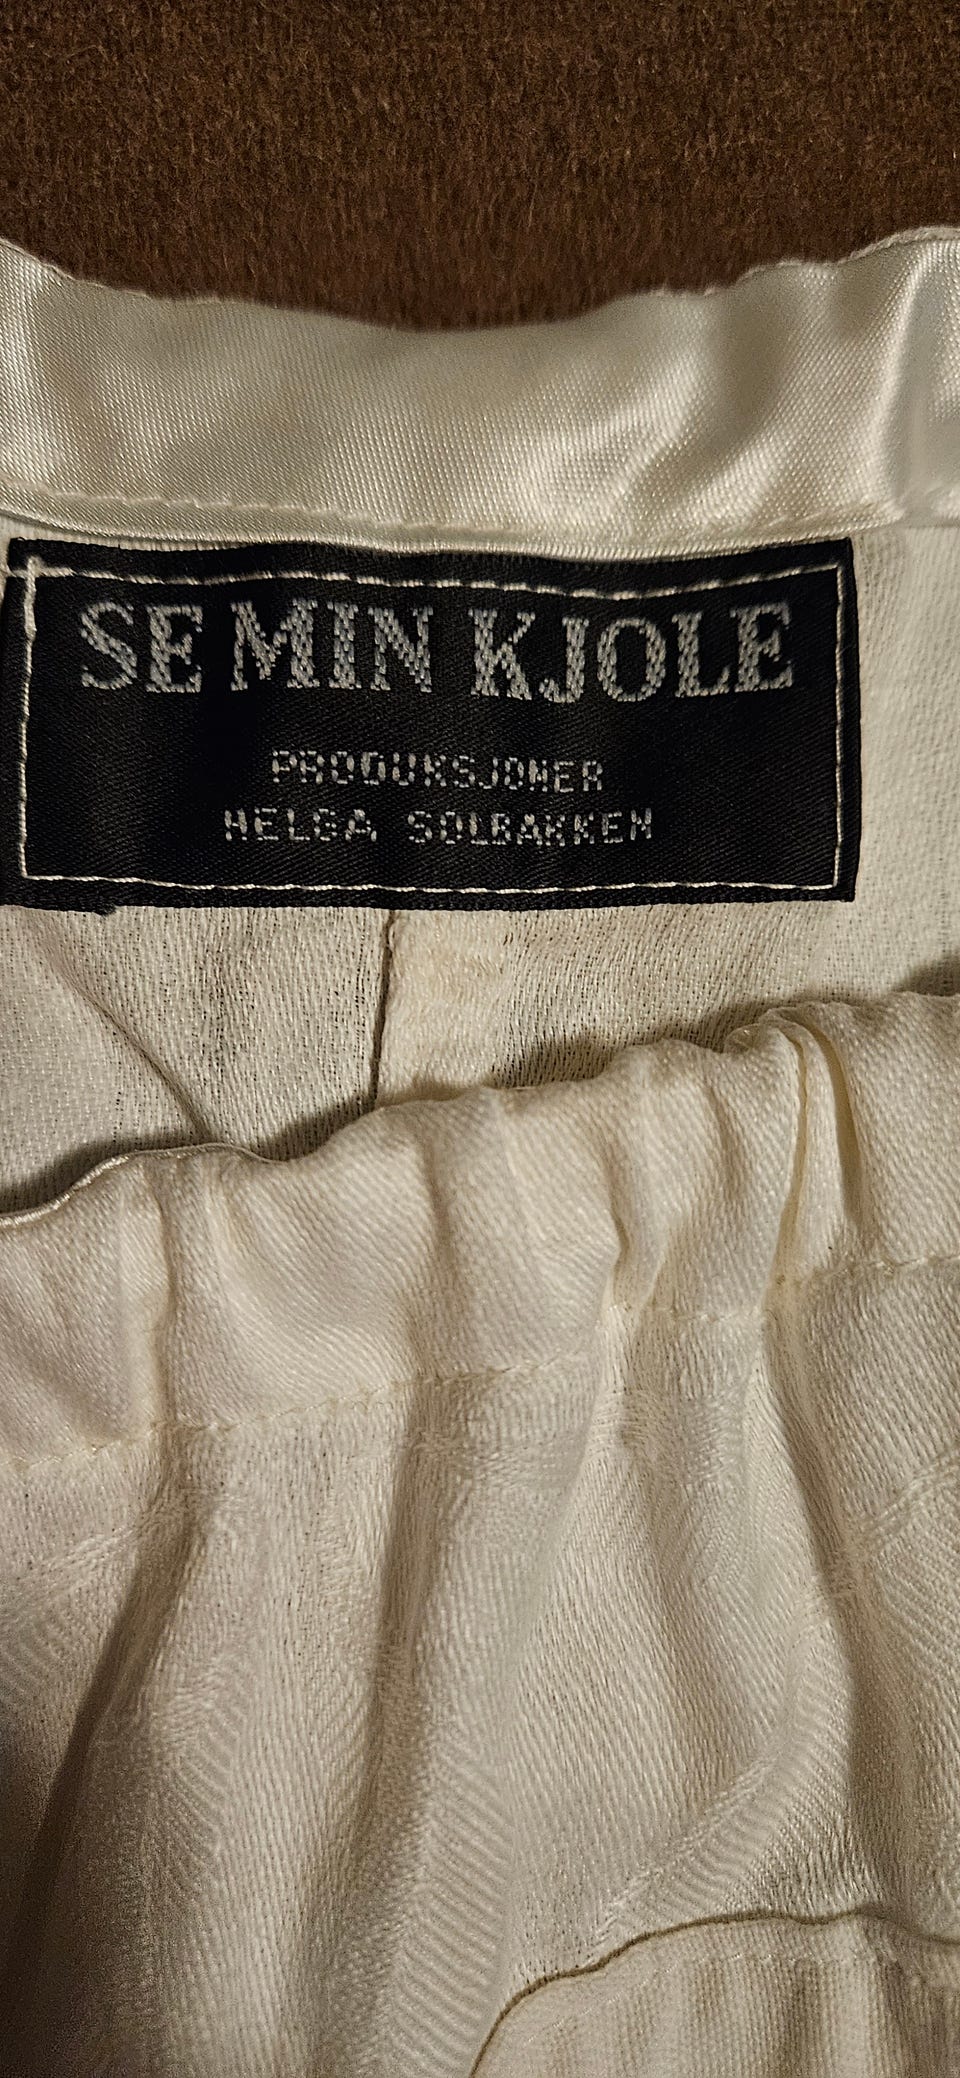 SE MIN KJOLE
PRODUKSJONER
HELGA SOLBAKKEN